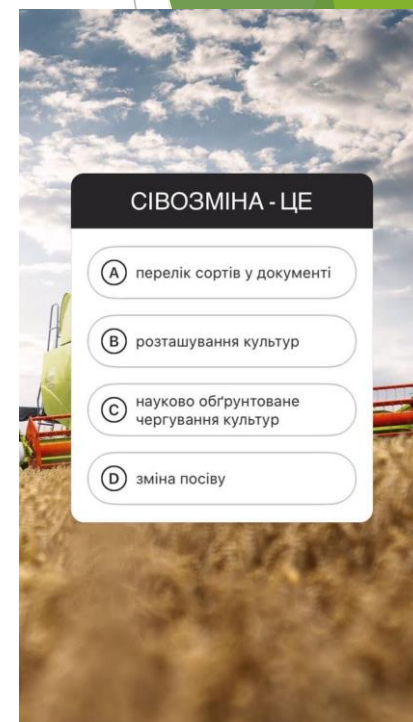 СІВОЗМІНА - ЦЕ
A перелік сортів у документі
B розташування культур
C науково обґрунтоване
чергування культур
D зміна посіву